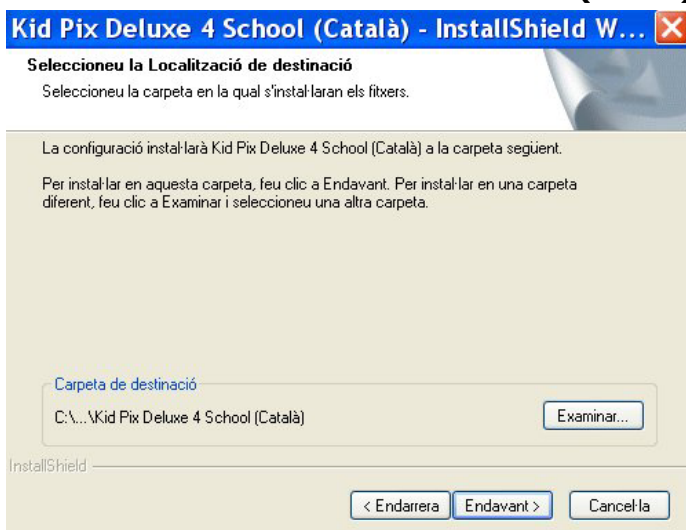 Kid Pix Deluxe 4 School (Català) - InstallShield W...
Seleccioneu la Localització de destinació
Seleccioneu la carpeta en la qual s'instal·laran els fitxers.
La configuració instal·larà Kid Pix Deluxe 4 School (Català) a la carpeta següent.
Per instal·lar en aquesta carpeta, feu clic a Endavant. Per instal·lar en una carpeta
diferent, feu clic a Examinar i seleccioneu una altra carpeta.
Carpeta de destinació
C:\...\Kid Pix Deluxe 4 School (Català)
Examinar...
InstallShield
< Endarrera
Endavant >
Cancel·la